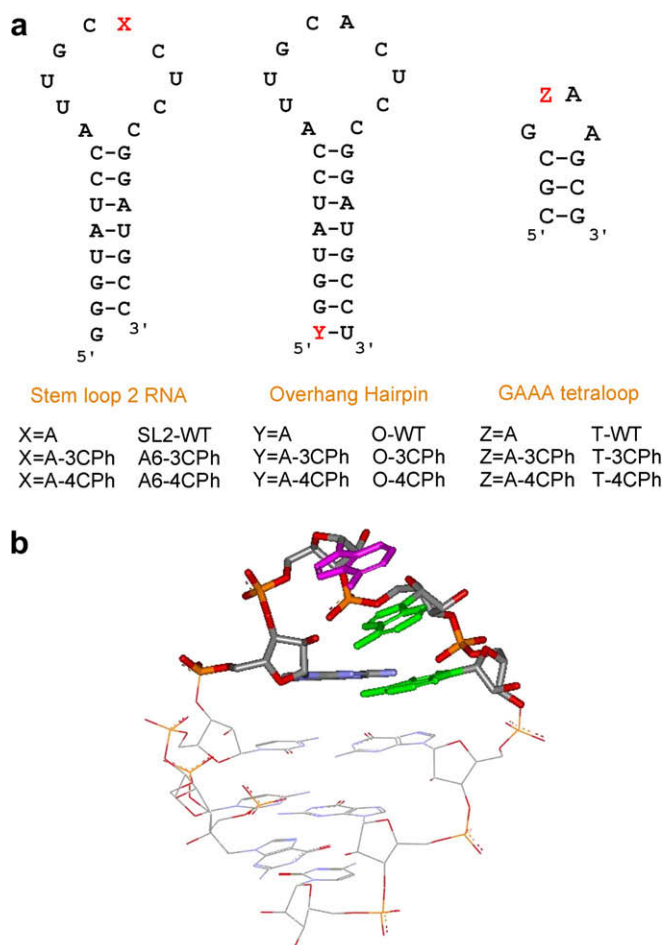 a
C X
G C
U U
U C
A C
C-G
C-G
U-A
A-U
U-G
G-C
G-C
3'
G
5'
C A
G C
U U
U C
A C
C-G
C-G
U-A
A-U
U-G
G-C
G-C
Y-U
5' 3'
Z A
G A
C-G
G-C
C-G
5' 3'
Stem loop 2 RNA Overhang Hairpin GAAA tetraloop
X=A SL2-WT Y=A O-WT Z=A T-WT
X=A-3CPh A6-3CPh Y=A-3CPh O-3CPh Z=A-3CPh T-3CPh
X=A-4CPh A6-4CPh Y=A-4CPh O-4CPh Z=A-4CPh T-4CPh
b